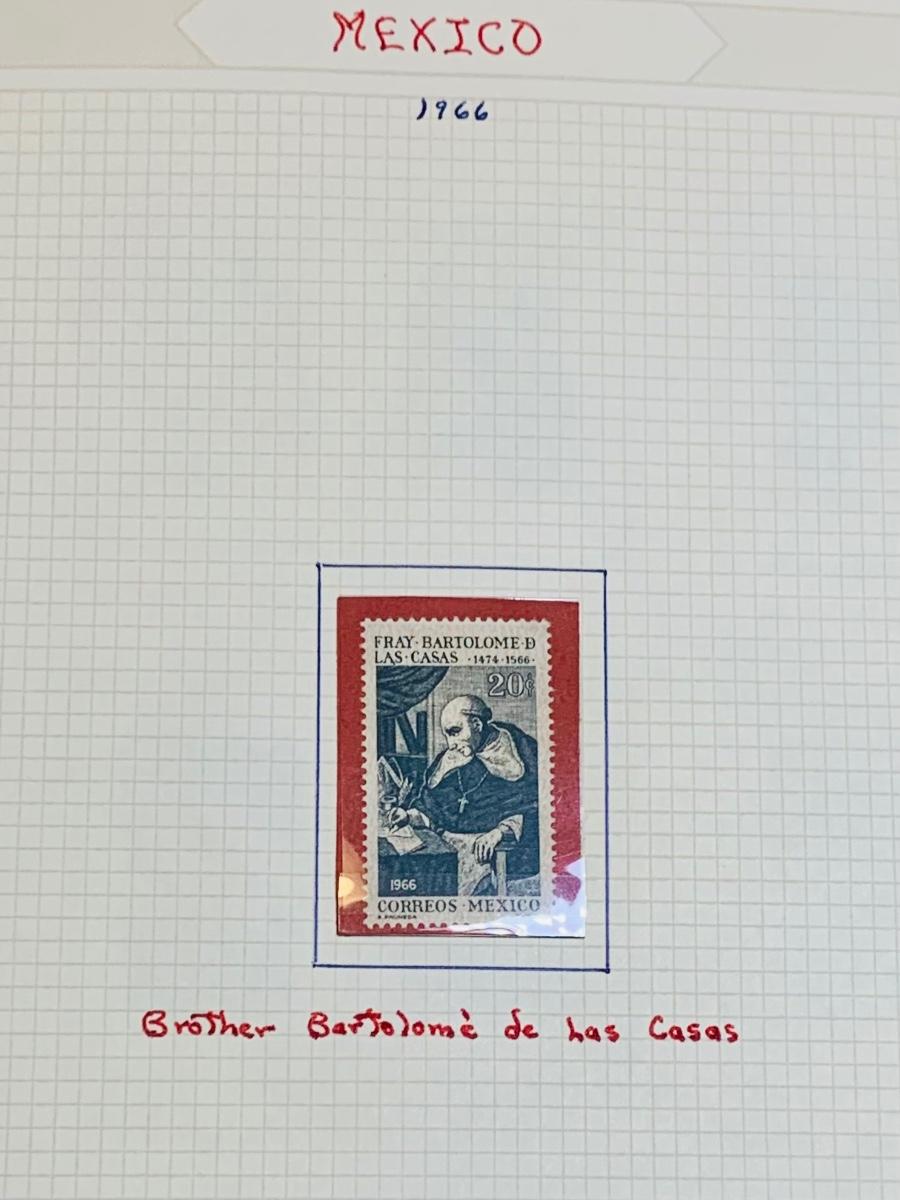 MEXICO
1966
FRAY·BARTOLOME·D
LAS·CASAS ·1474·1566·
20¢
1966
CORREOS·MEXICO
Brother Bartolomè de Las Casas